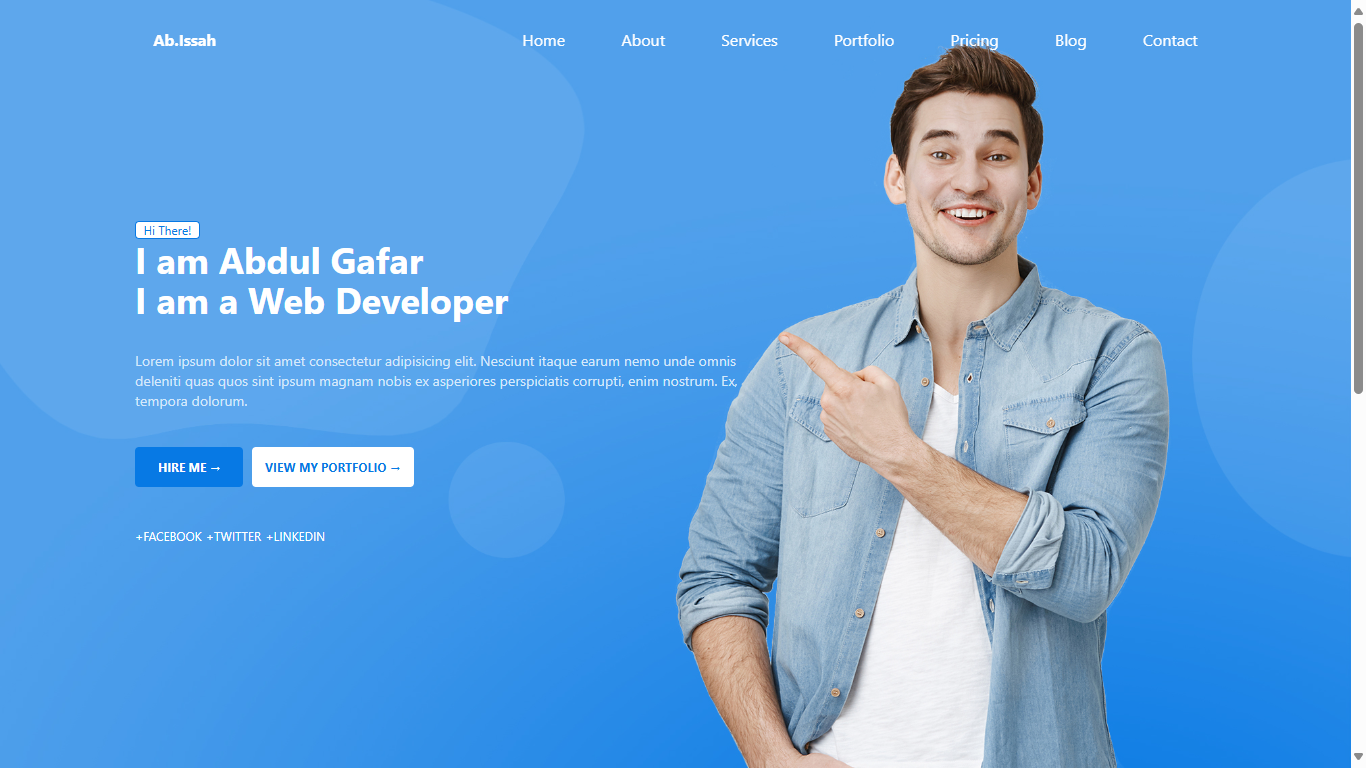 Ab.Issah
Home About Services Portfolio Pricing Blog Contact
Hi There!
I am Abdul Gafar
I am a Web Developer
Lorem ipsum dolor sit amet consectetur adipisicing elit. Nesciunt itaque earum nemo unde omnis
deleniti quas quos sint ipsum magnam nobis ex asperiores perspiciatis corrupti, enim nostrum. Ex,
tempora dolorum.
HIRE ME → VIEW MY PORTFOLIO →
+FACEBOOK +TWITTER +LINKEDIN